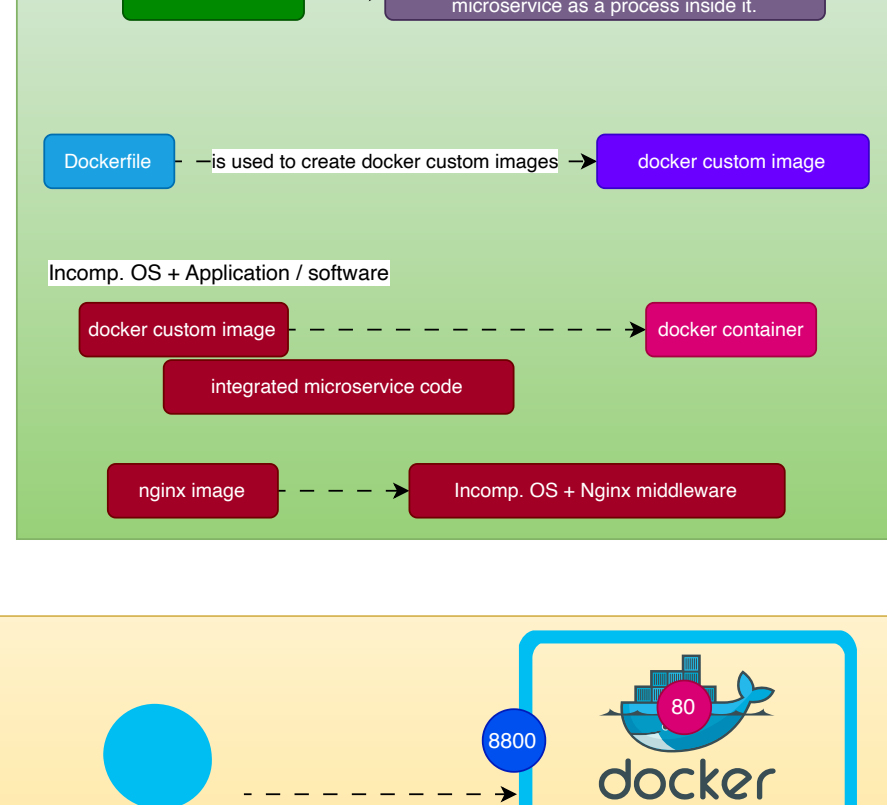 microservice as a process inside it.
Dockerfile
is used to create docker custom images
docker custom image
Incomp. OS + Application / software
docker custom image
docker container
integrated microservice code
nginx image
Incomp. OS + Nginx middleware
80
8800
docker